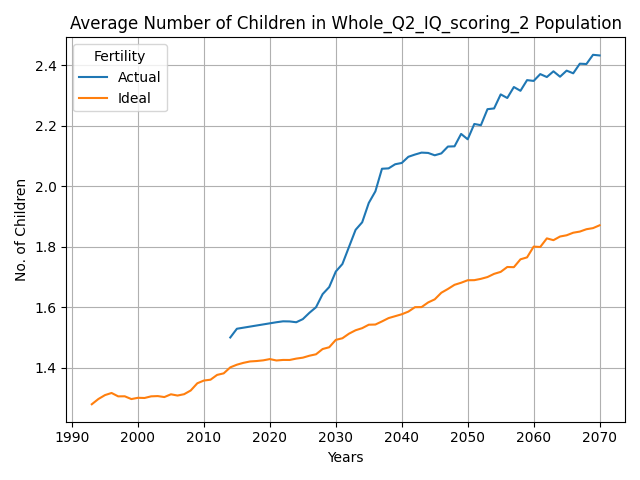 Average Number of Children in Whole_Q2_IQ_scoring_2 Population
Fertility
Actual
Ideal
No. of Children
2.4
2.2
2.0
1.8
1.6
1.4
1990 2000 2010 2020 2030 2040 2050 2060 2070
Years